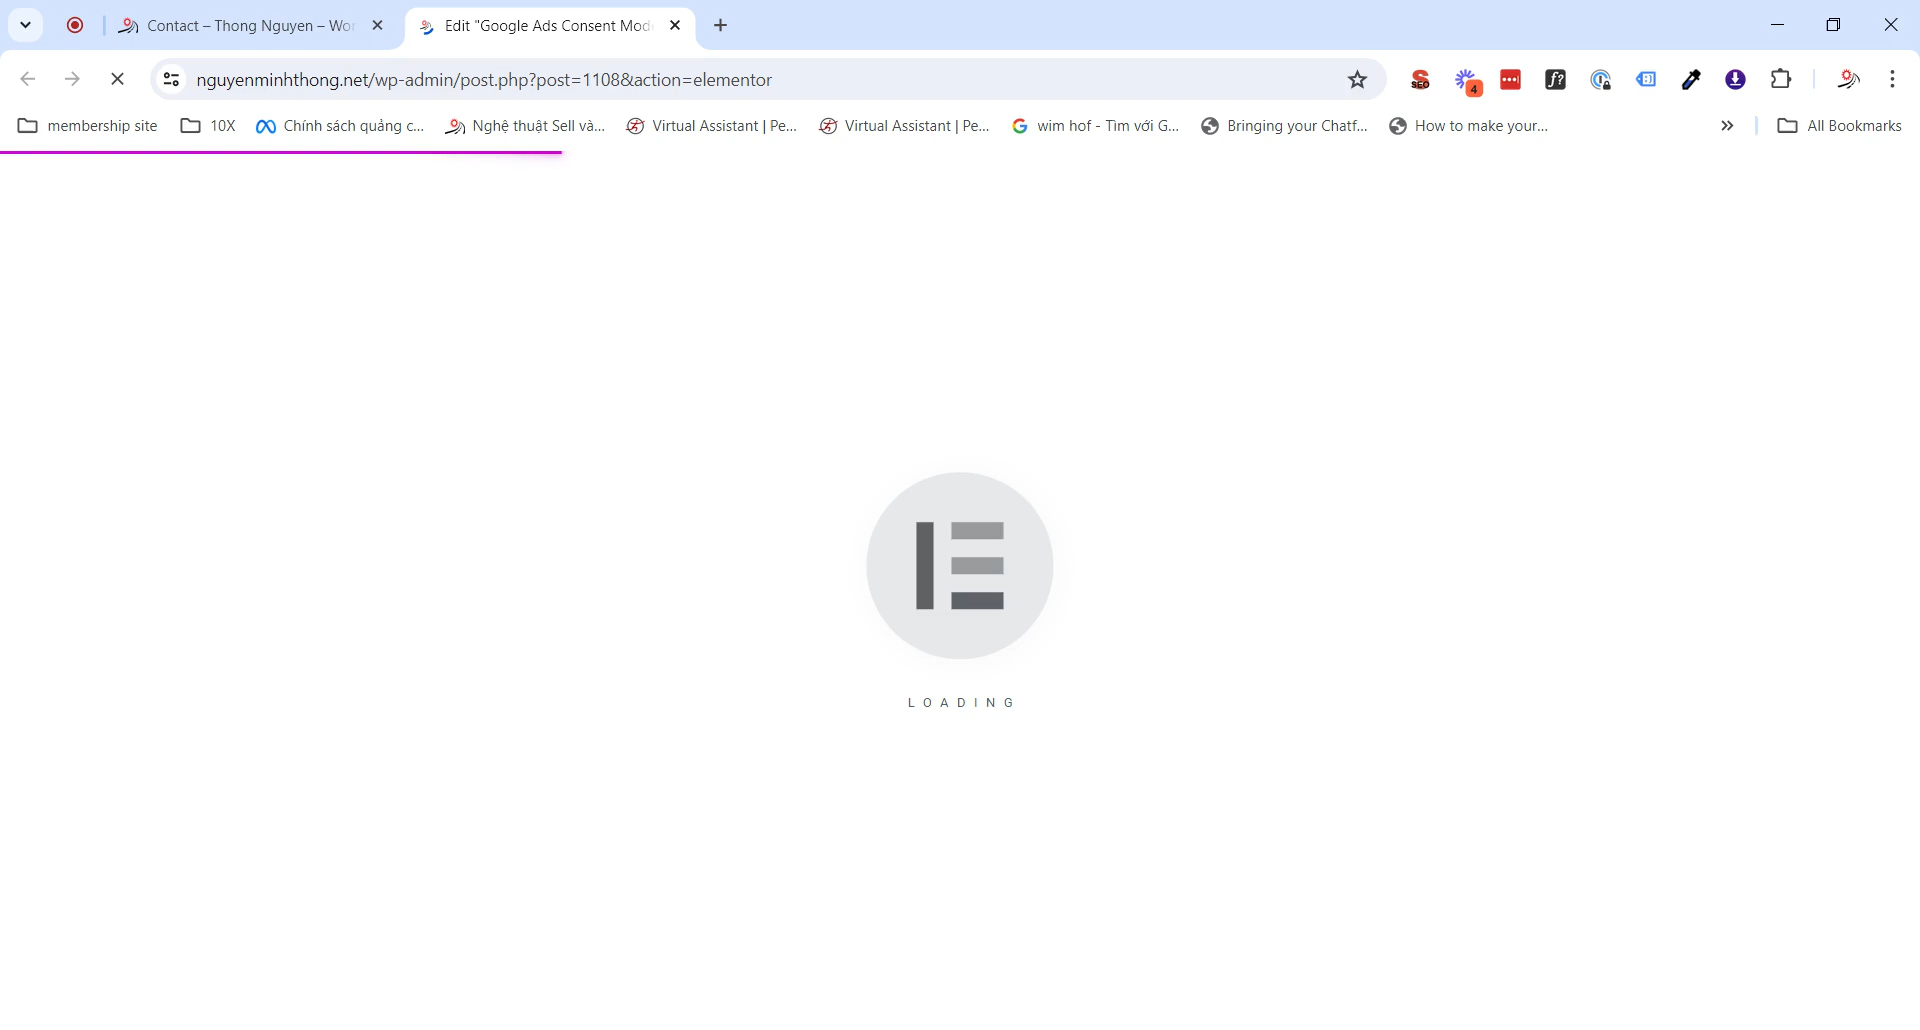 Contact – Thong Nguyen – Wor
Edit "Google Ads Consent Mod
nguyenminhthong.net/wp-admin/post.php?post=1108&action=elementor
SEO
4
f?
membership site
10X
Chính sách quảng c...
Nghệ thuật Sell và...
Virtual Assistant | Pe...
Virtual Assistant | Pe...
wim hof - Tìm với G...
Bringing your Chatf...
How to make your...
All Bookmarks
LOADING